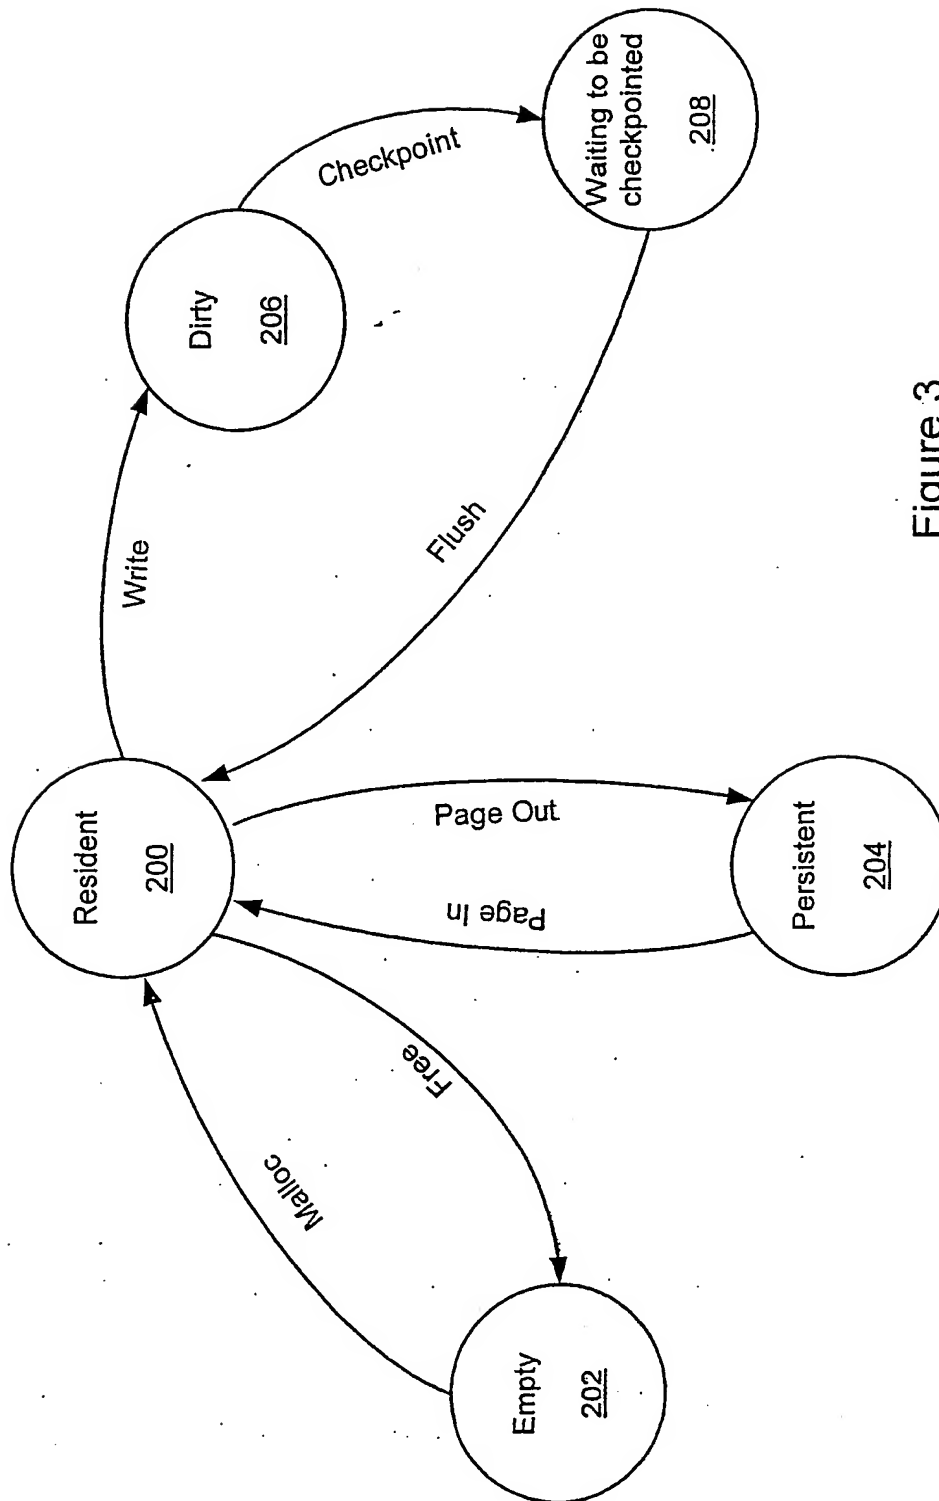 Resident
200
Write
Dirty
206
Checkpoint
Waiting to be
checkpointed
208
Flush
Page Out
Page In
Persistent
204
Free
Malloc
Empty
202
Figure 3